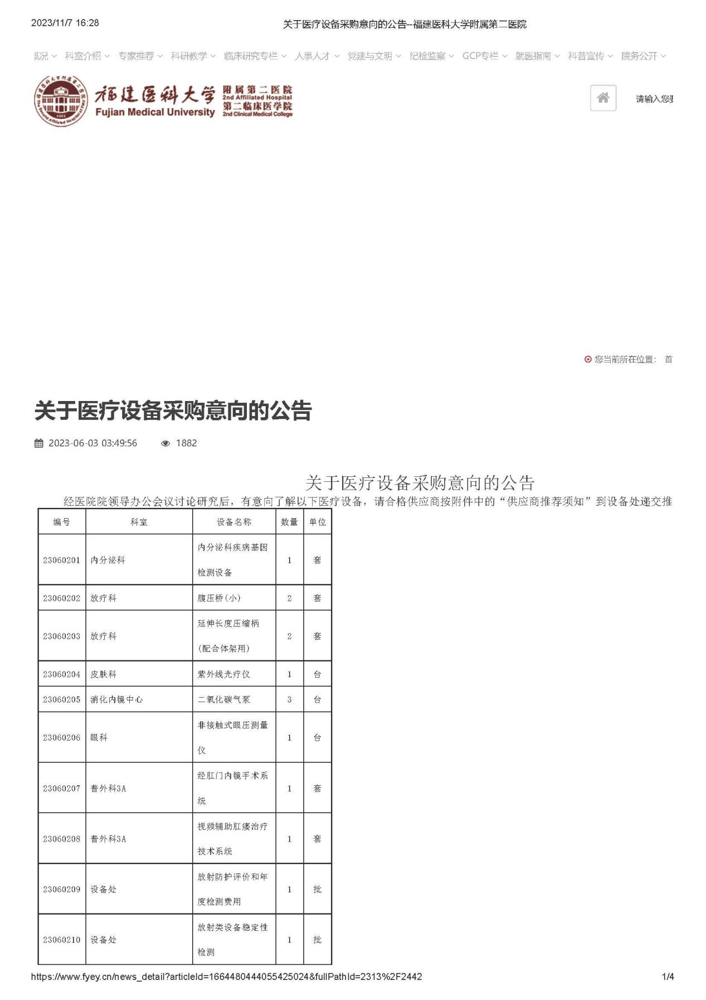 2023/11/7 16:28
关于医疗设备采购意向的公告--福建医科大学附属第二医院
况 科室介绍 专家推荐 科研教学 临床研究专栏 人事人才 党建与文明 纪检监察 GCP专栏 就医指南 科普宣传 院务公开
福建医科大学 附属第二医院
2nd Affiliated Hospital
Fujian Medical University 第二临床医学院
2nd Clinical Medical College
请输入您
您当前所在位置： 首
关于医疗设备采购意向的公告
2023-06-03 03:49:56 1882
关于医疗设备采购意向的公告
经医院院领导办公会议讨论研究后，有意向了解以下医疗设备，请合格供应商按附件中的“供应商推荐须知”到设备处递交推
编号 科室 设备名称 数量 单位
23060201 内分泌科 内分泌科疾病基因
检测设备 1 套
23060202 放疗科 腹压桥(小) 2 套
23060203 放疗科 延伸长度压缩柄
(配合体架用) 2 套
23060204 皮肤科 紫外线光疗仪 1 台
23060205 消化内镜中心 二氧化碳气泵 3 台
23060206 眼科 非接触式眼压测量
仪 1 台
23060207 普外科3A 经肛门内镜手术系
统 1 套
23060208 普外科3A 视频辅助肛瘘治疗
技术系统 1 套
23060209 设备处 放射防护评价和年
度检测费用 1 批
23060210 设备处 放射类设备稳定性
检测 1 批
https://www.fyey.cn/news_detail?articleId=1664480444055425024&fullPathId=2313%2F2442
1/4